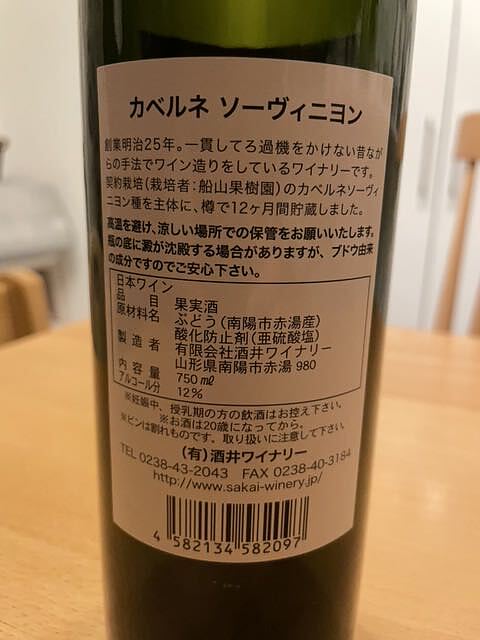 カベルネ ソーヴィニヨン
創業明治25年。一貫してろ過機をかけない昔なが
らの手法でワイン造りをしているワイナリーです。
契約栽培(栽培者:船山果樹園)のカベルネソーヴィ
ニヨン種を主体に、樽で12ヶ月間貯蔵しました。
高温を避け、涼しい場所での保管をお願いいたします。
瓶の底に澱が沈殿する場合がありますが、ブドウ由来
の成分ですのでご安心下さい。
日本ワイン
品目 果実酒
原材料名 ぶどう(南陽市赤湯産)
酸化防止剤(亜硫酸塩)
製造者 有限会社酒井ワイナリー
山形県南陽市赤湯980
内容量 750㎖
アルコール分 12%
※妊娠中、授乳期の方の飲酒はお控え下さい。
※お酒は20歳になってから。
※ビンは割れものです。取り扱いに注意して下さい。
(有)酒井ワイナリー
TEL 0238-43-2043 FAX 0238-40-3184
http://www.sakai-winery.jp/
4 582134 582097